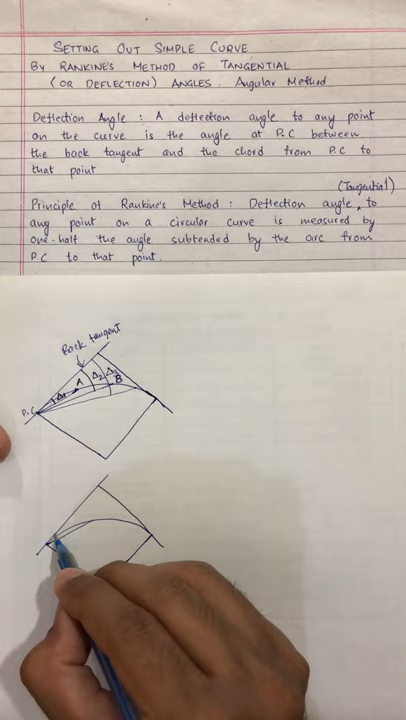 SETTING OUT SIMPLE CURVE
BY RANKINE'S METHOD OF TANGENTIAL
(OR DEFLECTION) ANGLES. Angular Method
Deflection Angle : A deflection angle to any point
on the curve is the angle at P.C between
the back tangent and the chord from P.C to
that point
(Tangential)
Principle of Rankine's Method : Deflection angle, to
any point on a circular curve is measured by
one-half the angle subtended by the arc from
P.C to that point.
Back tangent
A Δ2 Δ3
Δ1 B
P.C